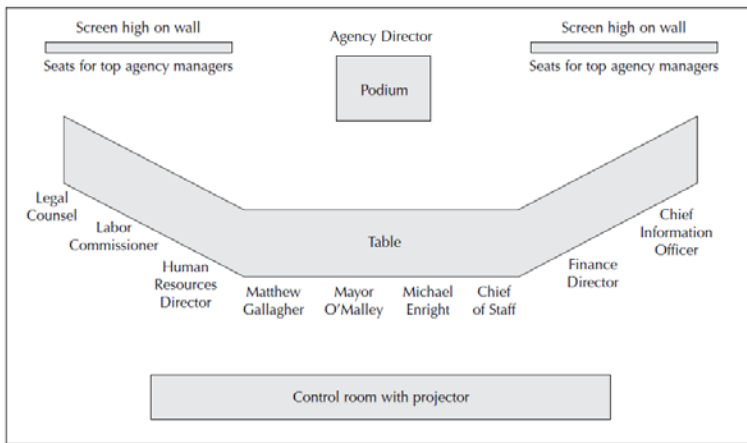 Screen high on wall
Seats for top agency managers
Agency Director
Podium
Screen high on wall
Seats for top agency managers
Legal
Counsel
Labor
Commissioner
Human
Resources
Director
Table
Matthew
Gallagher
Mayor
O'Malley
Michael
Enright
Chief
of Staff
Finance
Director
Chief
Information
Officer
Control room with projector